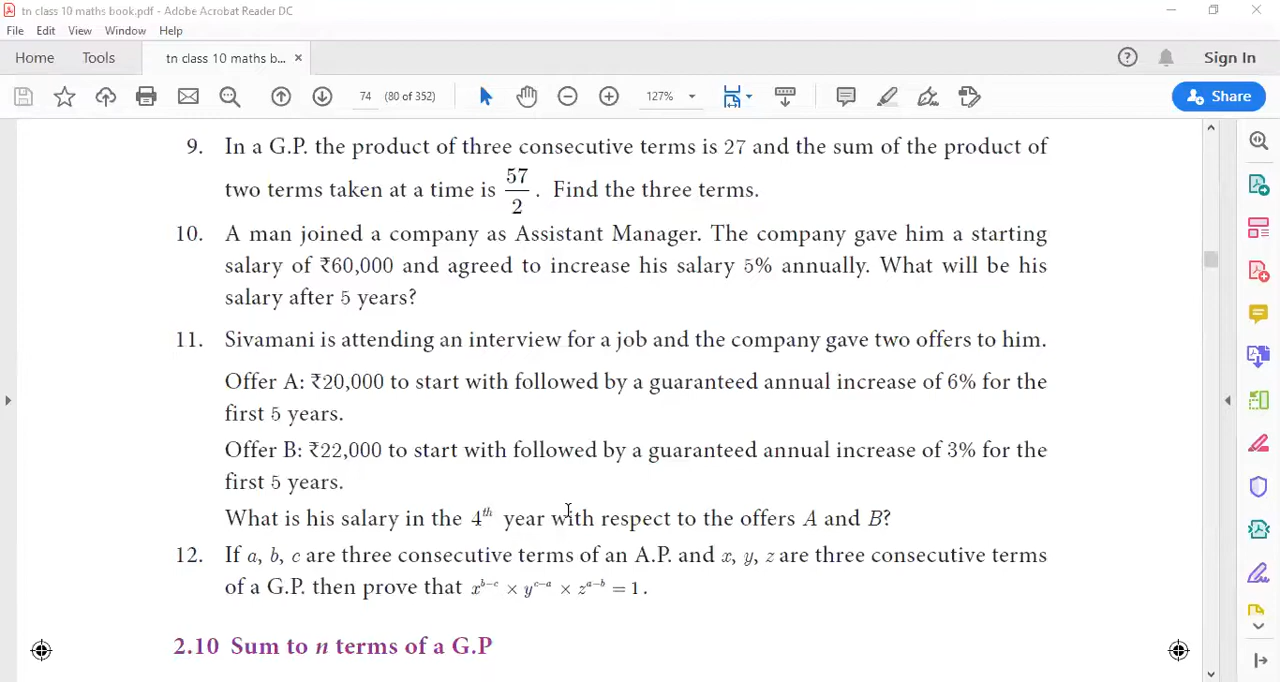 tn class 10 maths book.pdf - Adobe Acrobat Reader DC
File Edit View Window Help
Home Tools tn class 10 maths b... ×
Sign In
74 (80 of 352) 127% Share
9. In a G.P. the product of three consecutive terms is 27 and the sum of the product of
two terms taken at a time is 57/2. Find the three terms.
10. A man joined a company as Assistant Manager. The company gave him a starting
salary of ₹60,000 and agreed to increase his salary 5% annually. What will be his
salary after 5 years?
11. Sivamani is attending an interview for a job and the company gave two offers to him.
Offer A: ₹20,000 to start with followed by a guaranteed annual increase of 6% for the
first 5 years.
Offer B: ₹22,000 to start with followed by a guaranteed annual increase of 3% for the
first 5 years.
What is his salary in the 4th year with respect to the offers A and B?
12. If a, b, c are three consecutive terms of an A.P. and x, y, z are three consecutive terms
of a G.P. then prove that x^{b−c} × y^{c−a} × z^{a−b} = 1.
2.10 Sum to n terms of a G.P